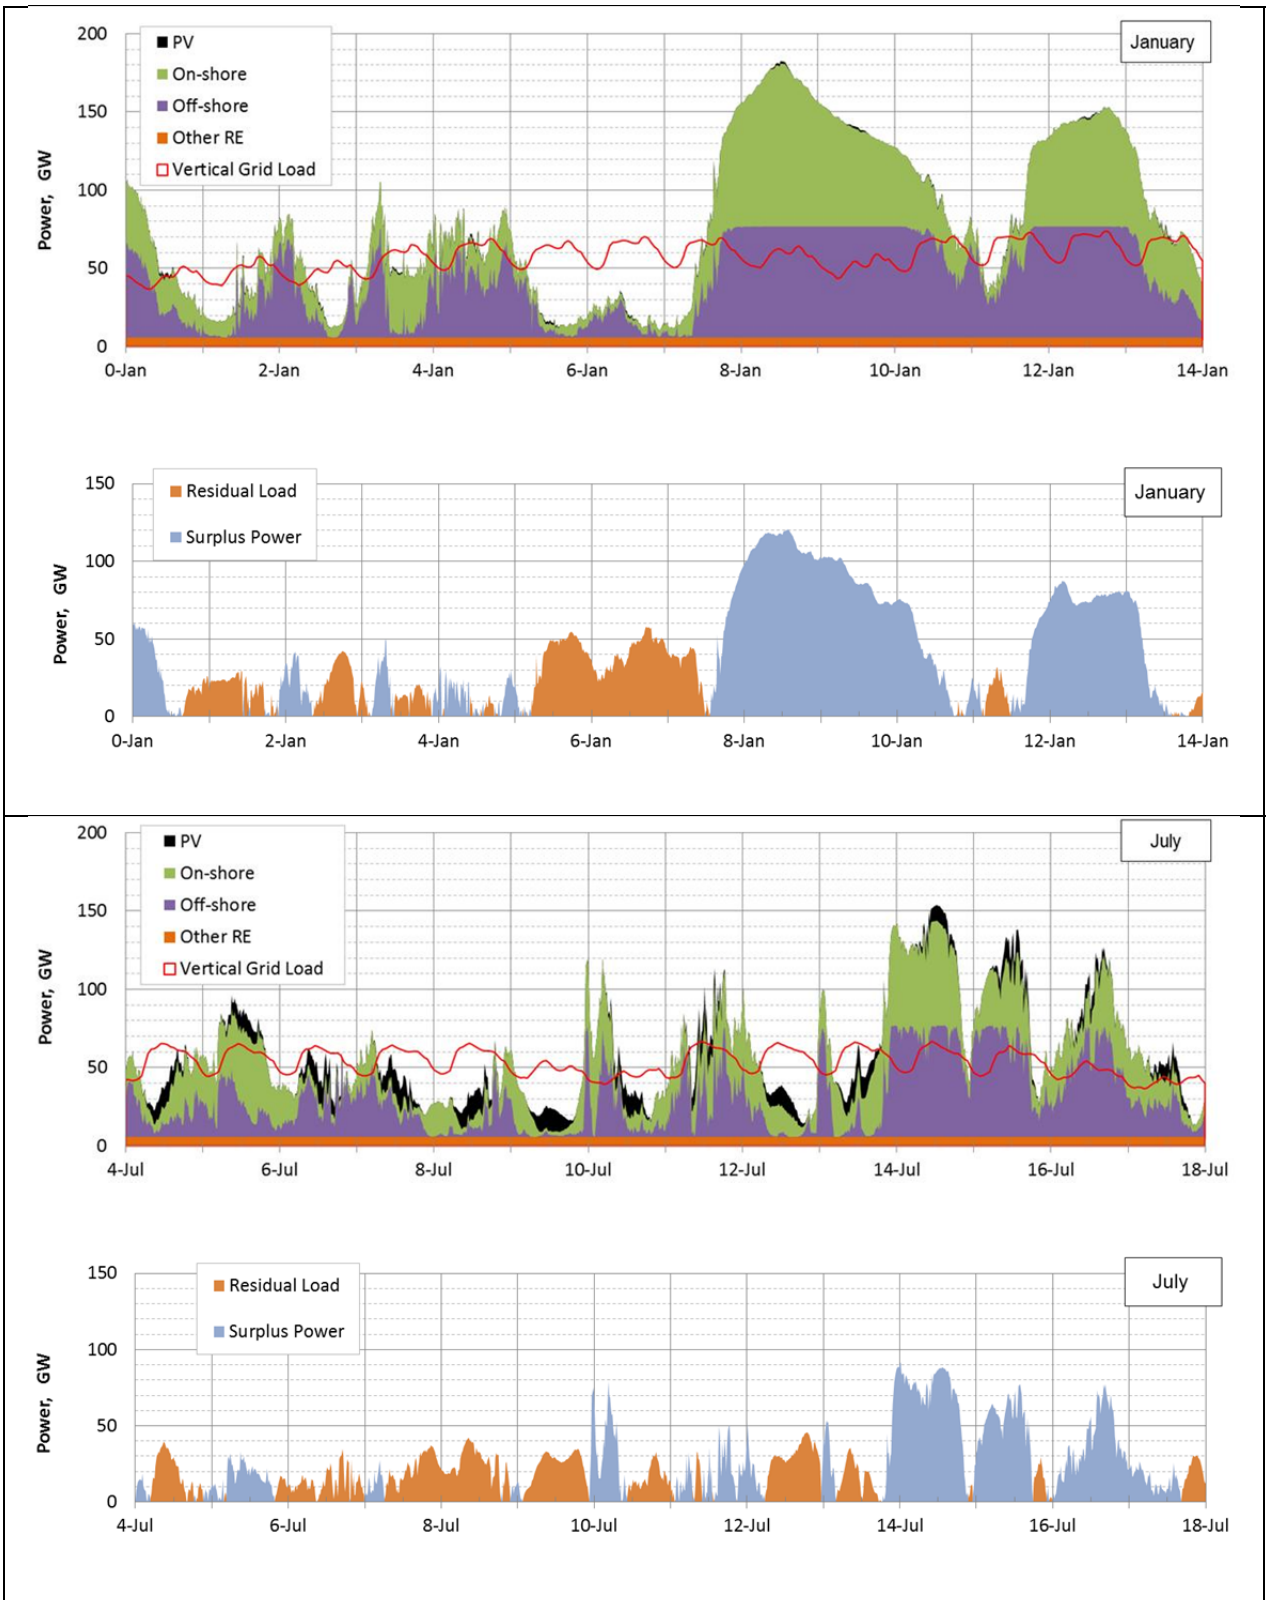 200
150
100
50
0
Power, GW
PV
On-shore
Off-shore
Other RE
Vertical Grid Load
January
0-Jan 2-Jan 4-Jan 6-Jan 8-Jan 10-Jan 12-Jan 14-Jan
150
100
50
0
Power, GW
Residual Load
Surplus Power
January
0-Jan 2-Jan 4-Jan 6-Jan 8-Jan 10-Jan 12-Jan 14-Jan
200
150
100
50
0
Power, GW
PV
On-shore
Off-shore
Other RE
Vertical Grid Load
July
4-Jul 6-Jul 8-Jul 10-Jul 12-Jul 14-Jul 16-Jul 18-Jul
150
100
50
0
Power, GW
Residual Load
Surplus Power
July
4-Jul 6-Jul 8-Jul 10-Jul 12-Jul 14-Jul 16-Jul 18-Jul